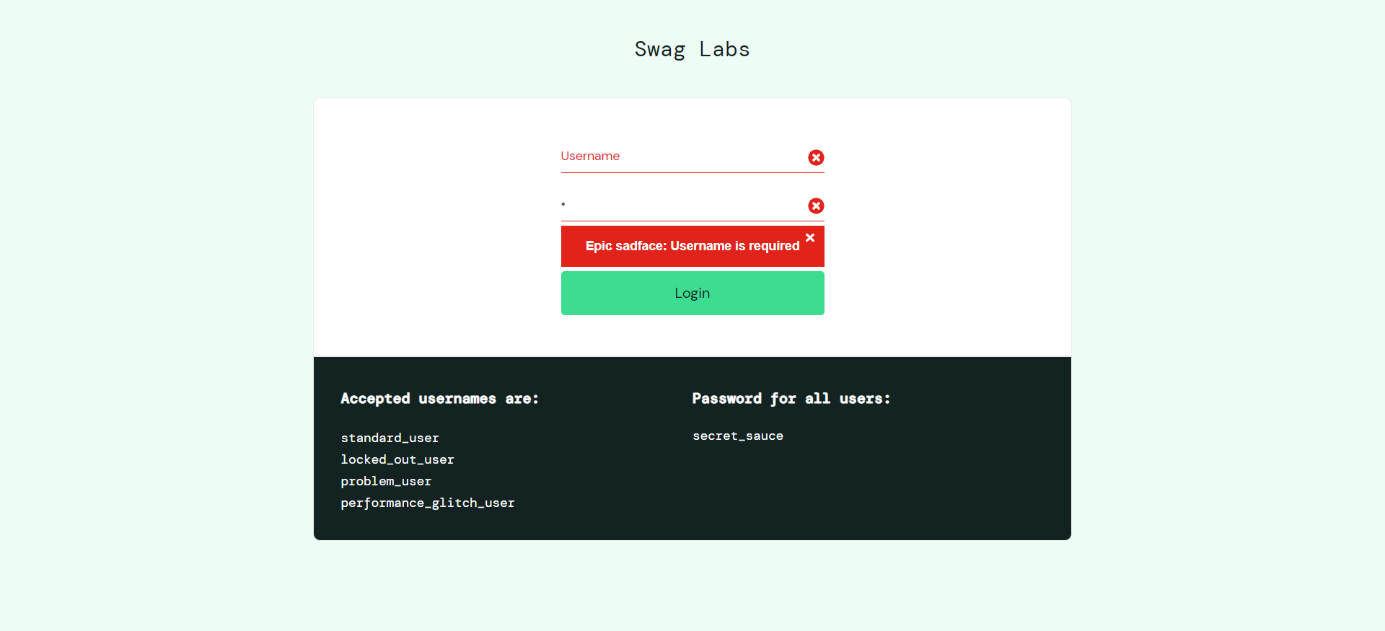 Swag Labs
Username
•
Epic sadface: Username is required
Login
Accepted usernames are:
standard_user
locked_out_user
problem_user
performance_glitch_user
Password for all users:
secret_sauce